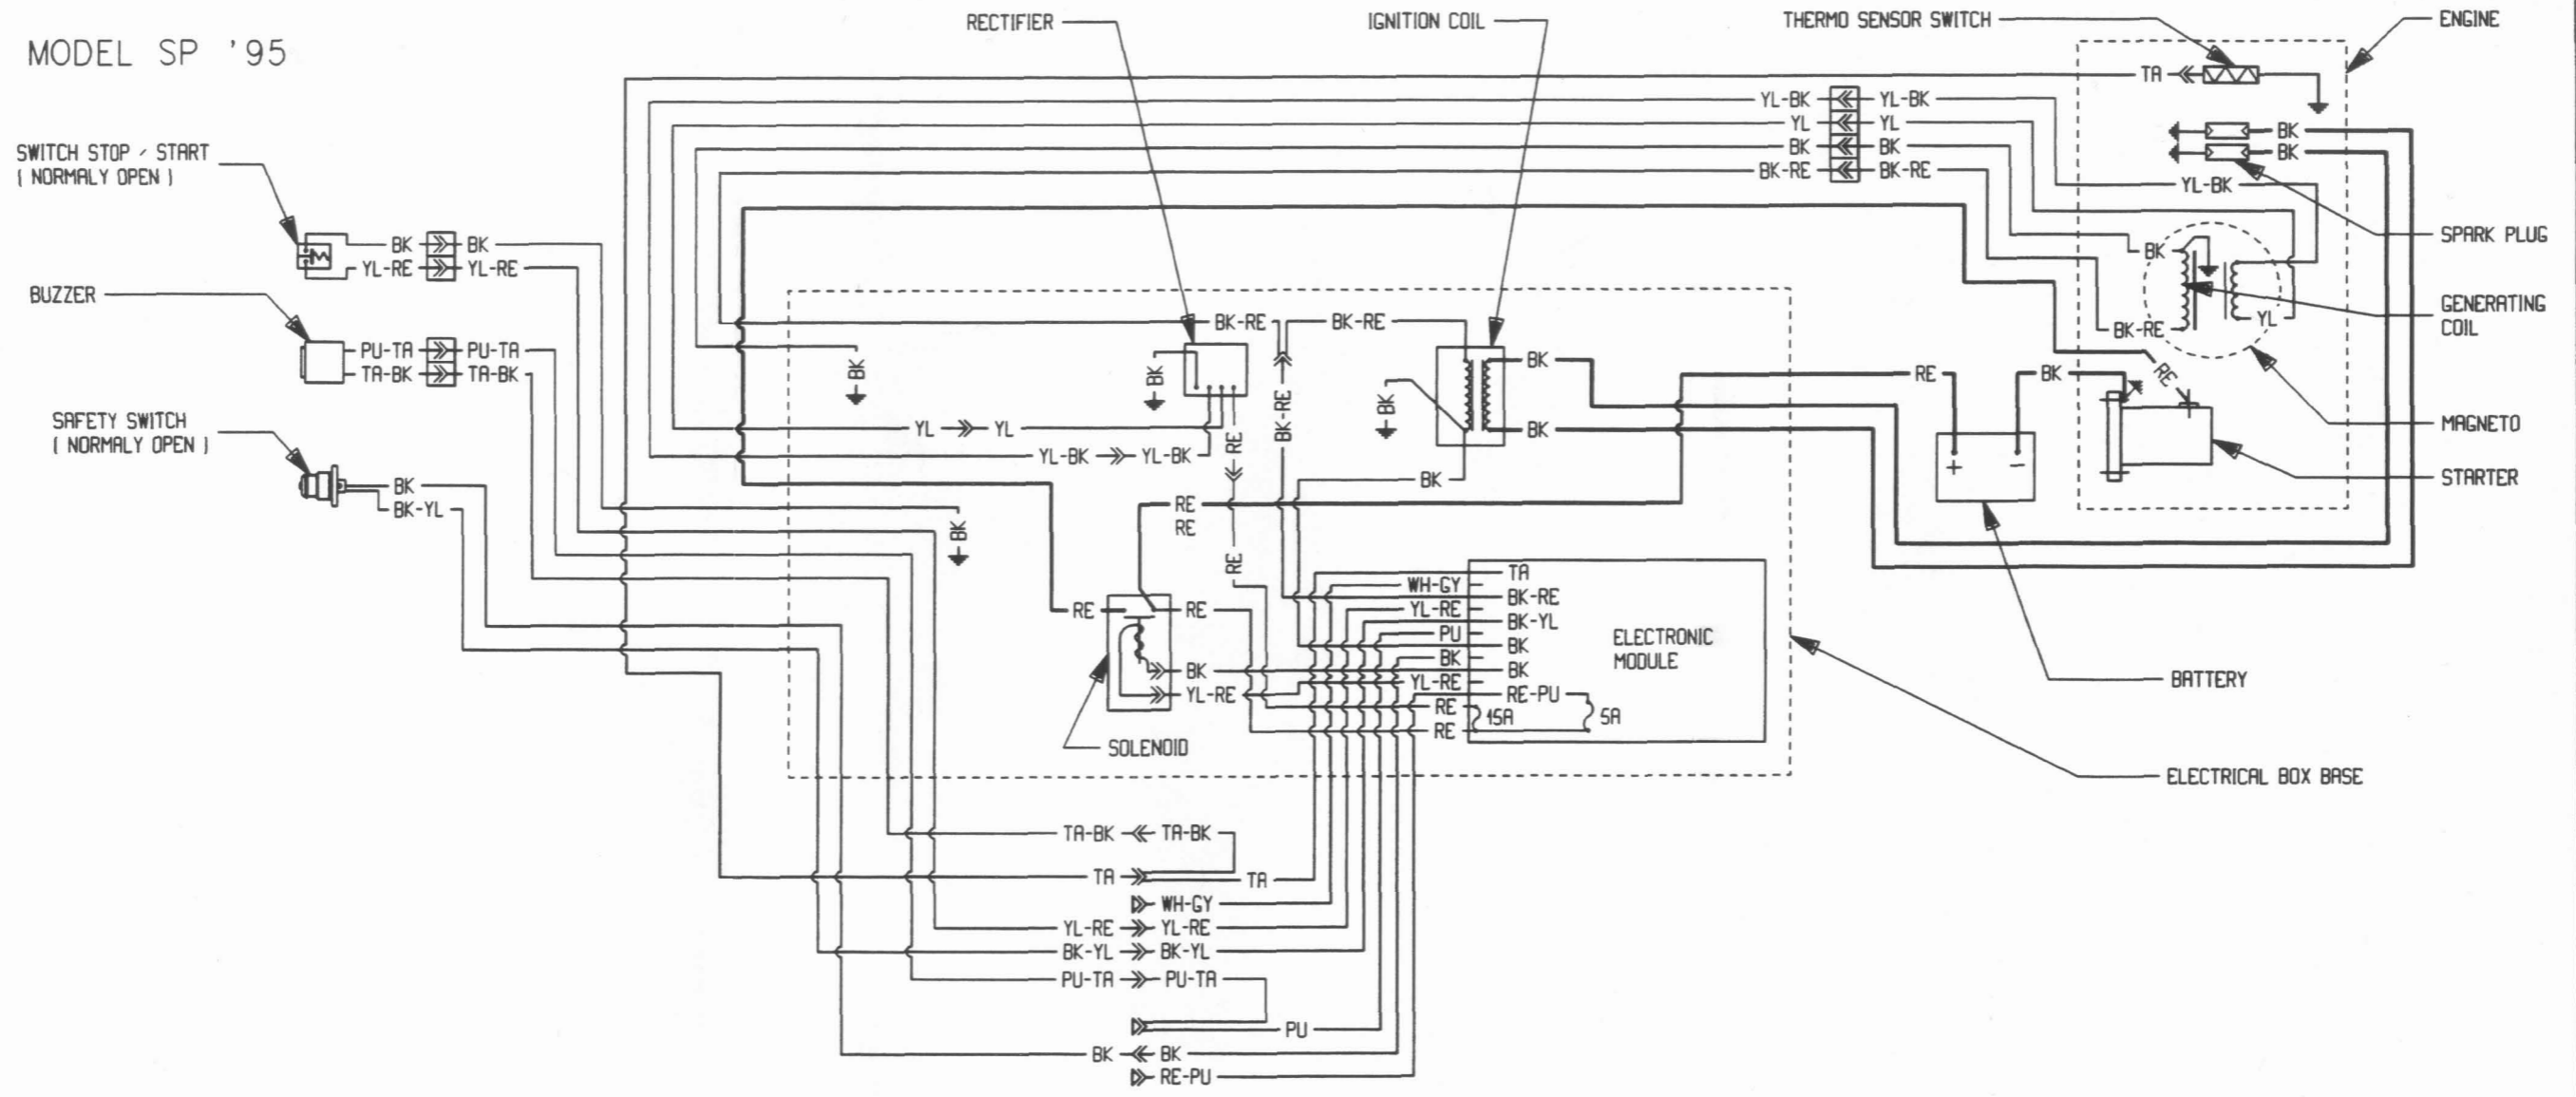 MODEL SP '95
RECTIFIER
IGNITION COIL
THERMO SENSOR SWITCH
ENGINE
TA
YL-BK YL-BK
YL YL
BK BK
BK-RE BK-RE
BK
BK
YL-BK
SPARK PLUG
BK
GENERATING
COIL
YL
BK-RE
RE
MAGNETO
STARTER
SWITCH STOP / START
( NORMALY OPEN )
BK BK
YL-RE YL-RE
BUZZER
PU-TA PU-TA
TA-BK TA-BK
SAFETY SWITCH
( NORMALY OPEN )
BK
BK-YL
BK-RE
BK-RE
BK
BK
BK-RE
BK
BK
BK
YL YL
YL-BK YL-BK
RE
BK
RE
BK
+ -
BATTERY
RE
RE
BK
RE
RE
RE
BK
YL-RE
SOLENOID
TA
WH-GY
BK-RE
YL-RE
BK-YL
PU
BK
BK
BK
YL-RE
RE-PU
RE
15A
5A
RE
ELECTRONIC
MODULE
ELECTRICAL BOX BASE
TA-BK TA-BK
TA TA
WH-GY
YL-RE YL-RE
BK-YL BK-YL
PU-TA PU-TA
PU
BK BK
RE-PU